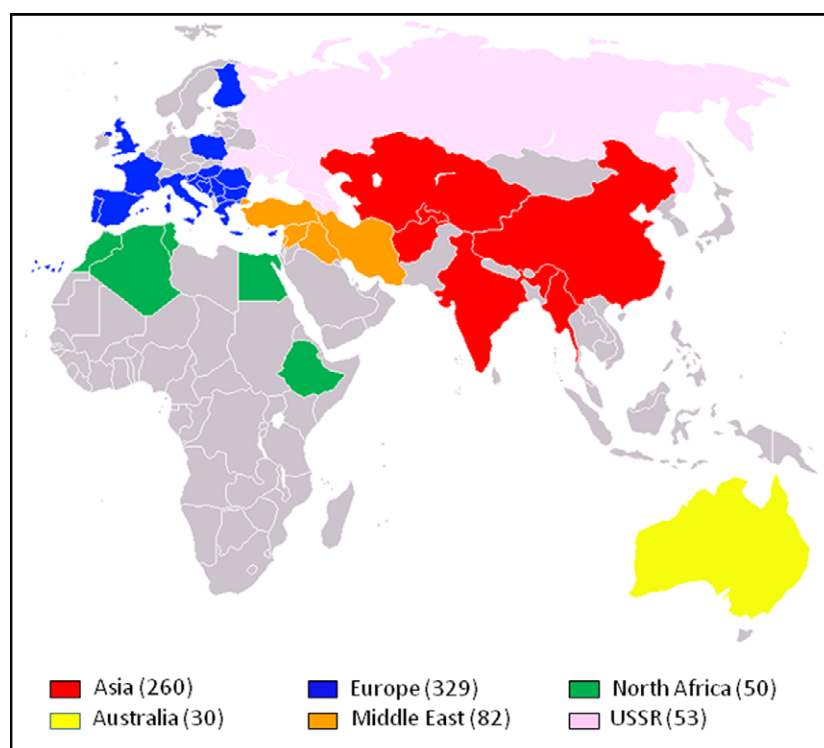 Asia (260) Europe (329) North Africa (50)
Australia (30) Middle East (82) USSR (53)